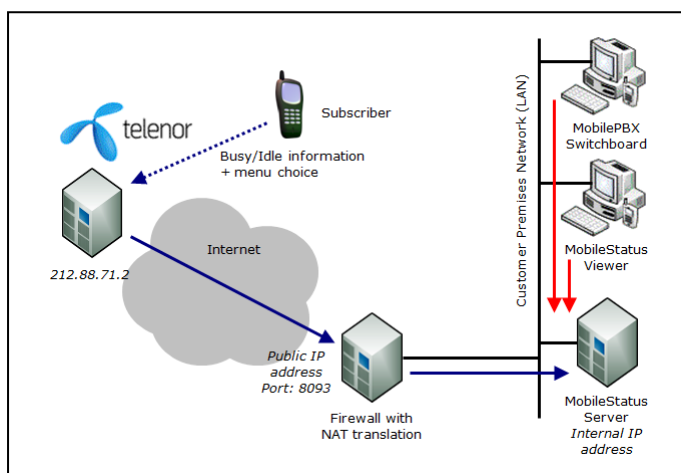 telenor
Subscriber
Busy/Idle information
+ menu choice
212.88.71.2
Internet
Public IP
address
Port: 8093
Firewall with
NAT translation
Customer Premises Network (LAN)
MobilePBX
Switchboard
MobileStatus
Viewer
MobileStatus
Server
Internal IP
address